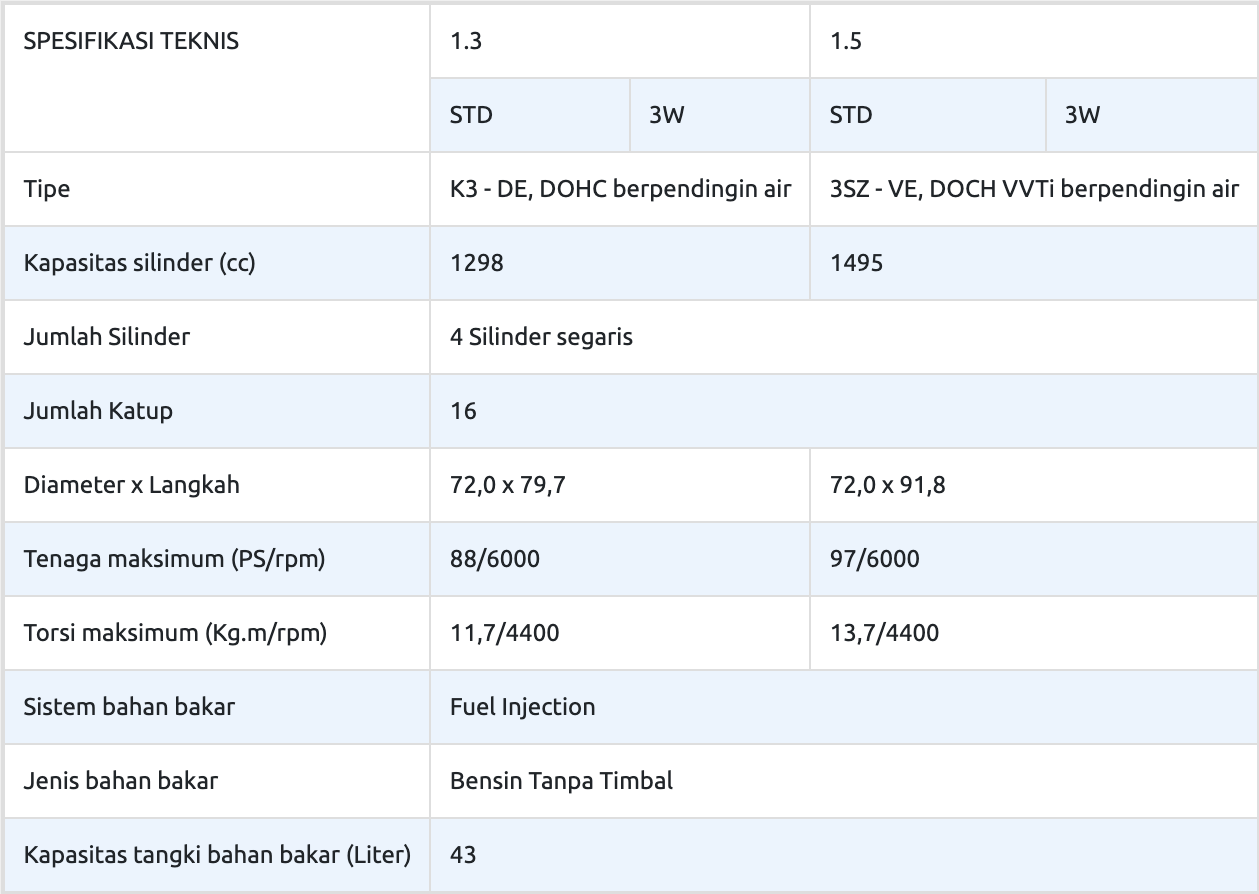 SPESIFIKASI TEKNIS 1.3 1.5
STD 3W STD 3W
Tipe K3 - DE, DOHC berpendingin air 3SZ - VE, DOCH VVTi berpendingin air
Kapasitas silinder (cc) 1298 1495
Jumlah Silinder 4 Silinder segaris
Jumlah Katup 16
Diameter x Langkah 72,0 x 79,7 72,0 x 91,8
Tenaga maksimum (PS/rpm) 88/6000 97/6000
Torsi maksimum (Kg.m/rpm) 11,7/4400 13,7/4400
Sistem bahan bakar Fuel Injection
Jenis bahan bakar Bensin Tanpa Timbal
Kapasitas tangki bahan bakar (Liter) 43